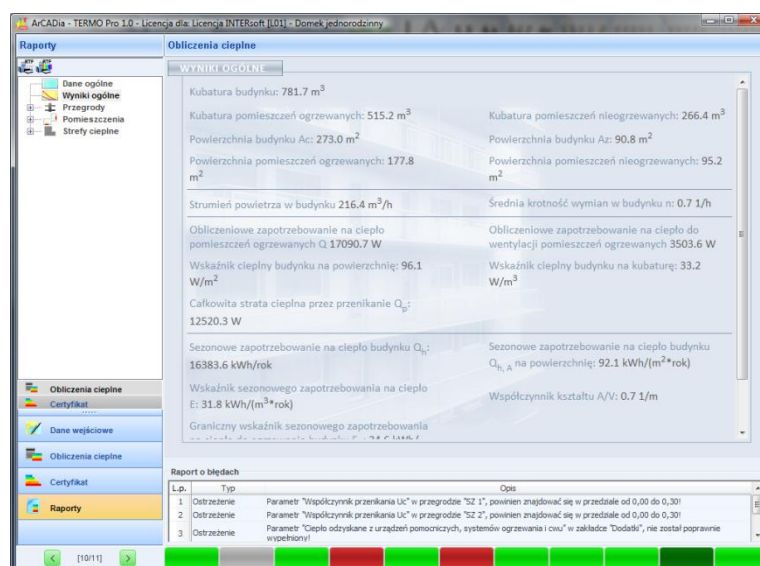 ArCADia - TERMO Pro 1.0 - Licencja dla: Licencja INTERsoft [L01] - Domek jednorodzinny
Raporty
Obliczenia cieplne
Dane ogólne
Wyniki ogólne
Przegrody
Pomieszczenia
Strefy cieplne
WYNIKI OGÓLNE
Kubatura budynku: 781.7 m³
Kubatura pomieszczeń ogrzewanych: 515.2 m³
Kubatura pomieszczeń nieogrzewanych: 266.4 m³
Powierzchnia budynku Ac: 273.0 m²
Powierzchnia budynku Az: 90.8 m²
Powierzchnia pomieszczeń ogrzewanych: 177.8
m²
Powierzchnia pomieszczeń nieogrzewanych: 95.2
m²
Strumień powietrza w budynku 216.4 m³/h
Średnia krotność wymian w budynku n: 0.7 1/h
Obliczeniowe zapotrzebowanie na ciepło
pomieszczeń ogrzewanych Q 17090.7 W
Obliczeniowe zapotrzebowanie na ciepło do
wentylacji pomieszczeń ogrzewanych 3503.6 W
Wskaźnik cieplny budynku na powierzchnię: 96.1
W/m²
Wskaźnik cieplny budynku na kubaturę: 33.2
W/m³
Całkowita strata cieplna przez przenikanie Qp:
12520.3 W
Sezonowe zapotrzebowanie na ciepło budynku Qh:
16383.6 kWh/rok
Sezonowe zapotrzebowanie na ciepło budynku
Qh, A na powierzchnię: 92.1 kWh/(m²*rok)
Wskaźnik sezonowego zapotrzebowania na ciepło
E: 31.8 kWh/(m³*rok)
Współczynnik kształtu A/V: 0.7 1/m
Graniczny wskaźnik sezonowego zapotrzebowania
Obliczenia cieplne
Certyfikat
Dane wejściowe
Obliczenia cieplne
Certyfikat
Raporty
[10/11]
Raport o błędach
L.p. Typ Opis
1 Ostrzeżenie Parametr "Współczynnik przenikania Uc" w przegrodzie "SZ 1", powinien znajdować się w przedziale od 0,00 do 0,30!
2 Ostrzeżenie Parametr "Współczynnik przenikania Uc" w przegrodzie "SZ 2", powinien znajdować się w przedziale od 0,00 do 0,30!
3 Ostrzeżenie Parametr "Ciepło odzyskane z urządzeń pomocniczych, systemów ogrzewania i cwu" w zakładce "Dodatki", nie został poprawnie
wypełniony!